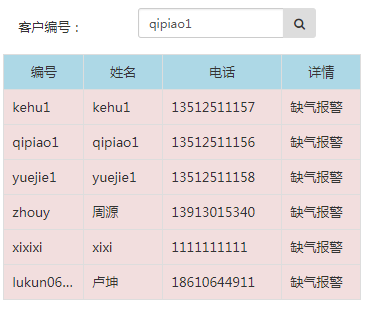 客户编号： qipiao1
编号 姓名 电话 详情
kehu1 kehu1 13512511157 缺气报警
qipiao1 qipiao1 13512511156 缺气报警
yuejie1 yuejie1 13512511158 缺气报警
zhouy 周源 13913015340 缺气报警
xixixi xixi 1111111111 缺气报警
lukun06... 卢坤 18610644911 缺气报警